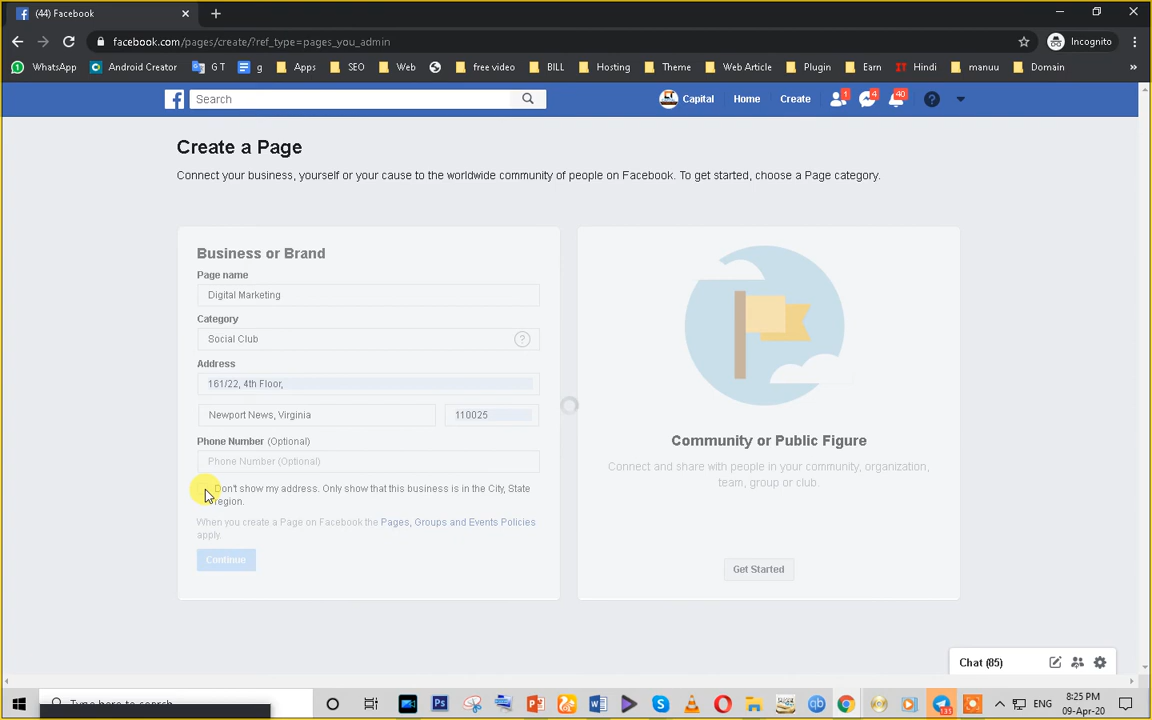 (44) Facebook
facebook.com/pages/create/?ref_type=pages_you_admin
Incognito
WhatsApp Android Creator G T g Apps SEO Web free video BILL Hosting Theme Web Article Plugin Earn Hindi manuu Domain
Search
Capital Home Create 1 4 40
Create a Page
Connect your business, yourself or your cause to the worldwide community of people on Facebook. To get started, choose a Page category.
Business or Brand
Page name
Digital Marketing
Category
Social Club
Address
161/22, 4th Floor,
Newport News, Virginia 110025
Phone Number (Optional)
Phone Number (Optional)
Don't show my address. Only show that this business is in the City, State
region.
When you create a Page on Facebook the Pages, Groups and Events Policies
apply.
Continue
Community or Public Figure
Connect and share with people in your community, organization,
team, group or club.
Get Started
Chat (85)
Type here to search
ENG
8:25 PM
09-Apr-20